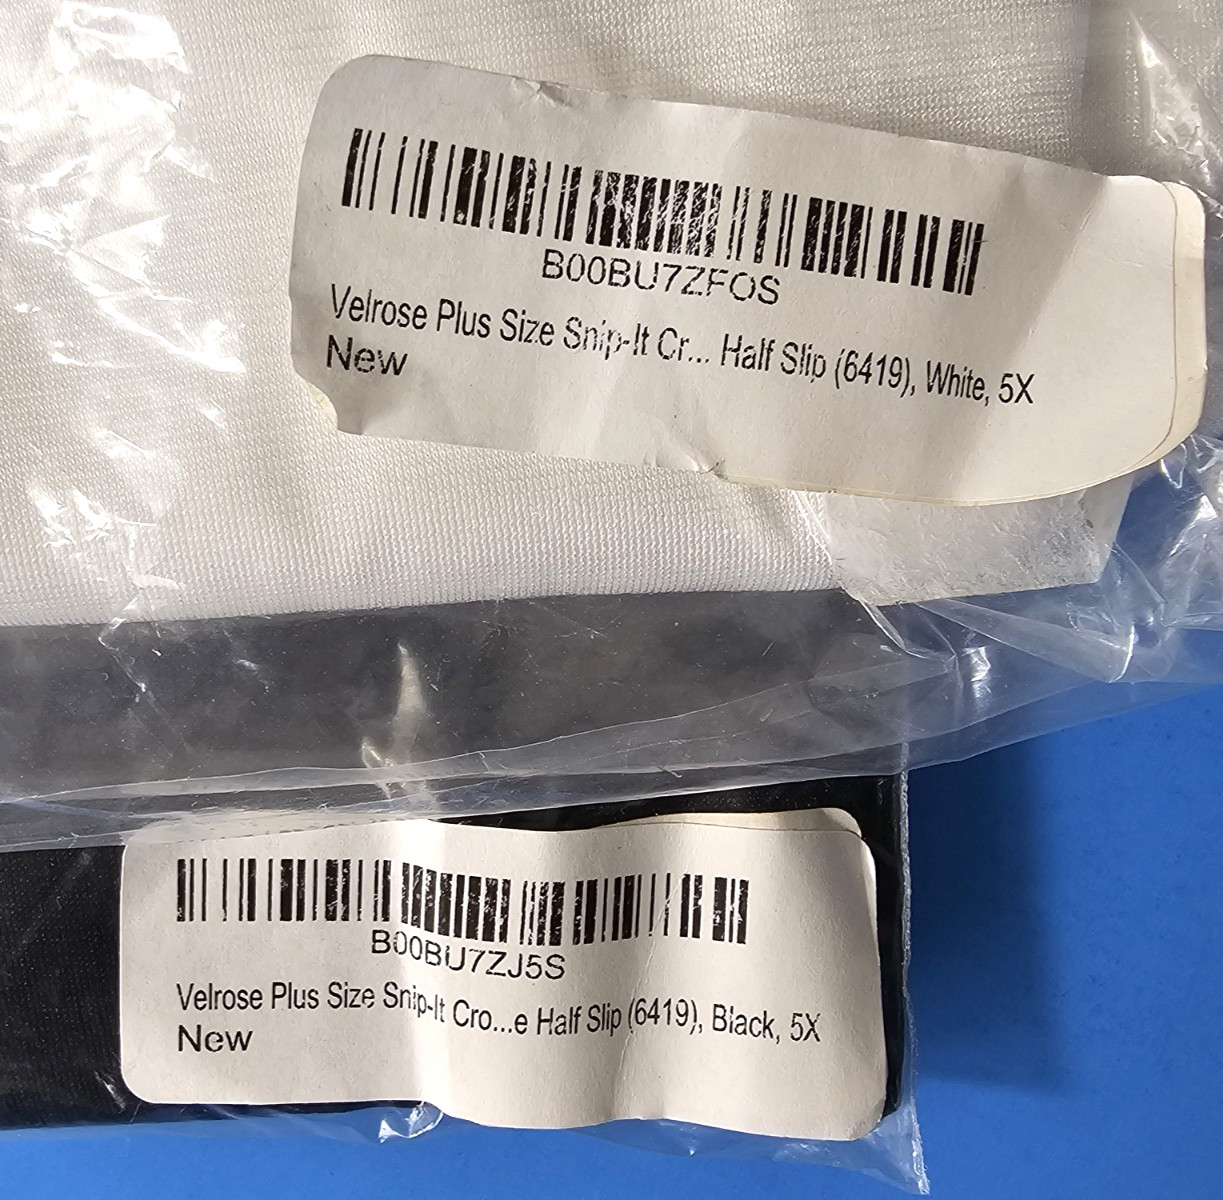 B00BU7ZFOS
Velrose Plus Size Snip-It Cr... Half Slip (6419), White, 5X
New
B00BU7ZJ5S
Velrose Plus Size Snip-It Cro...e Half Slip (6419), Black, 5X
New